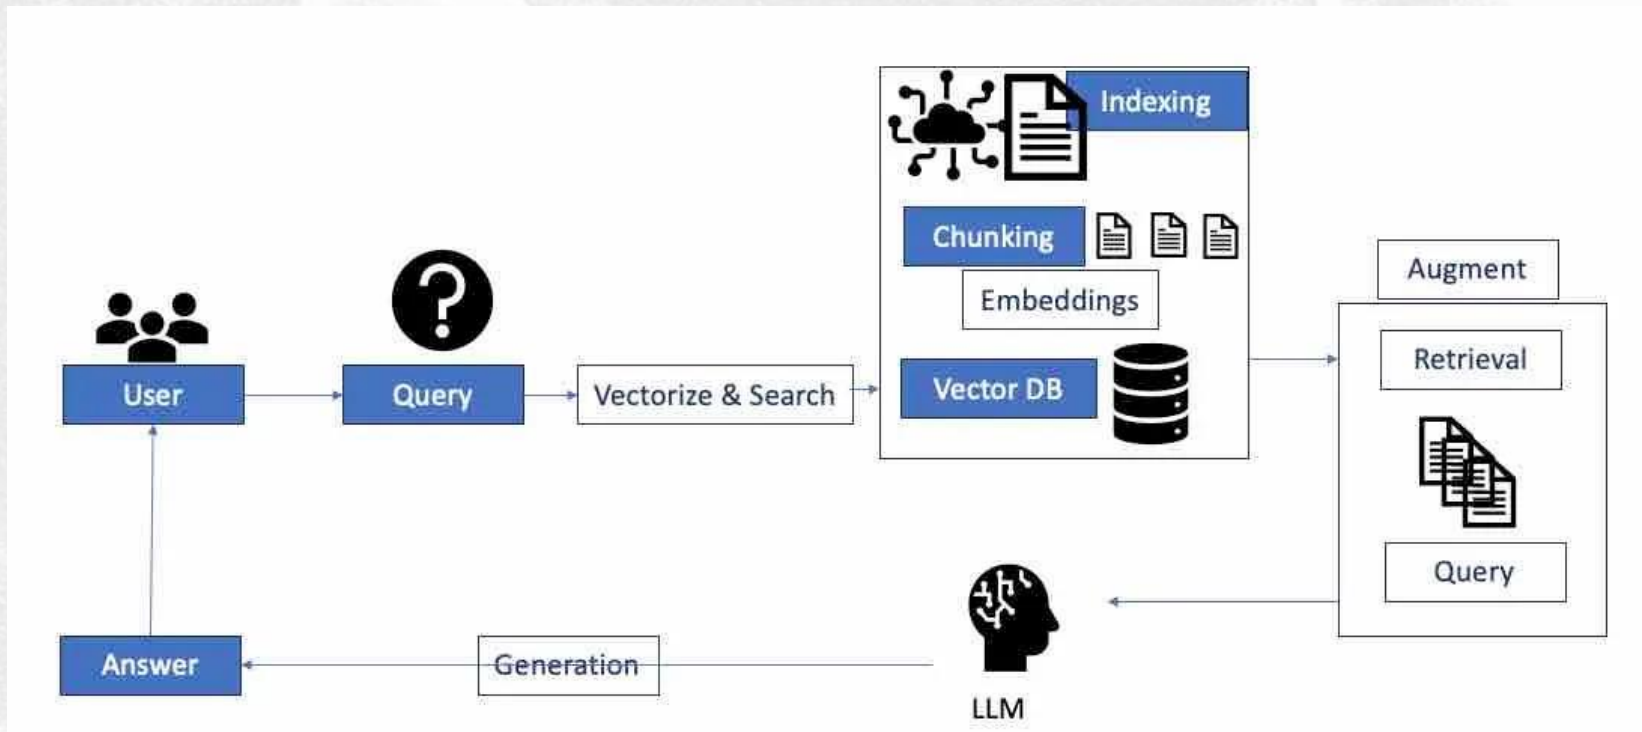 Indexing
Chunking
Embeddings
Vector DB
Augment
Retrieval
Query
User
Query
Vectorize & Search
Answer
Generation
LLM